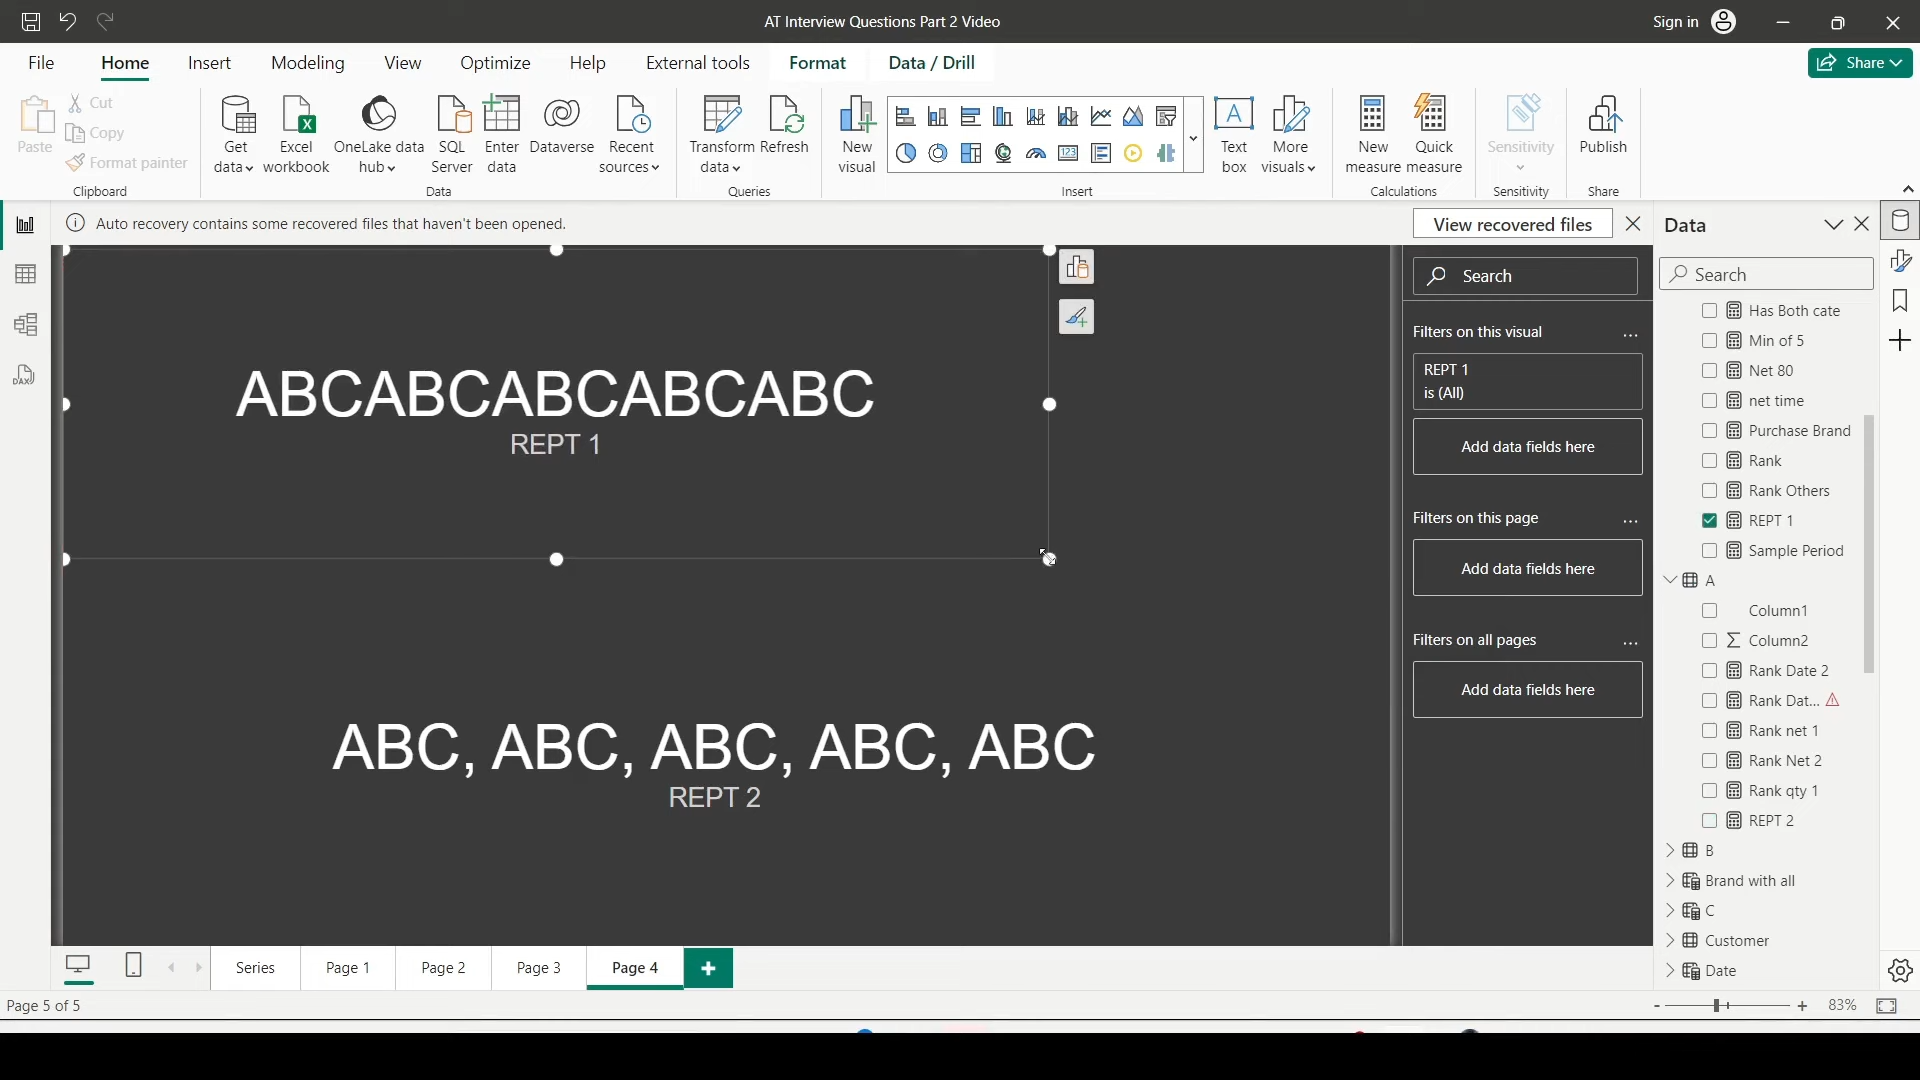 AT Interview Questions Part 2 Video
Sign in
File
Home
Insert
Modeling
View
Optimize
Help
External tools
Format
Data / Drill
Share
Paste
Cut
Copy
Format painter
Clipboard
Get data
Excel workbook
OneLake data hub
SQL Server
Enter data
Dataverse
Recent sources
Data
Transform data
Refresh
Queries
New visual
123
A
Text box
More visuals
Insert
New measure
Quick measure
Calculations
Sensitivity
Sensitivity
Publish
Share
Auto recovery contains some recovered files that haven't been opened.
View recovered files
DAX
ABCABCABCABCABC
REPT 1
ABC, ABC, ABC, ABC, ABC
REPT 2
Search
Filters on this visual
...
REPT 1
is (All)
Add data fields here
Filters on this page
...
Add data fields here
Filters on all pages
...
Add data fields here
Data
Search
Has Both cate
Min of 5
Net 80
net time
Purchase Brand
Rank
Rank Others
REPT 1
Sample Period
A
Column1
Σ Column2
Rank Date 2
Rank Dat...
Rank net 1
Rank Net 2
Rank qty 1
REPT 2
B
Brand with all
C
Customer
Date
Series
Page 1
Page 2
Page 3
Page 4
+
Page 5 of 5
-
+
83%